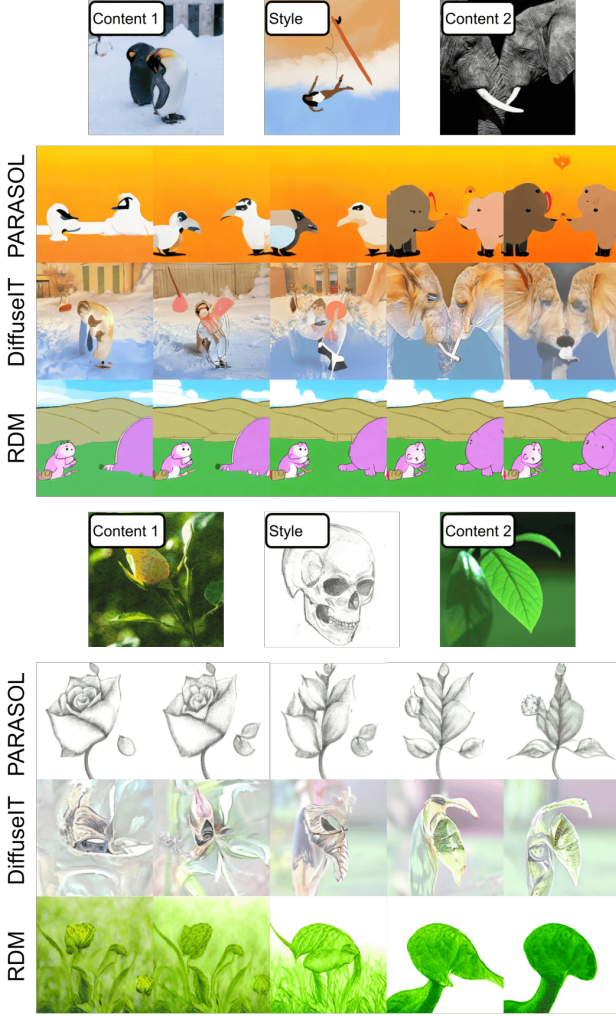 Content 1
Style
Content 2
PARASOL
DiffuseIT
RDM
Content 1
Style
Content 2
PARASOL
DiffuseIT
RDM